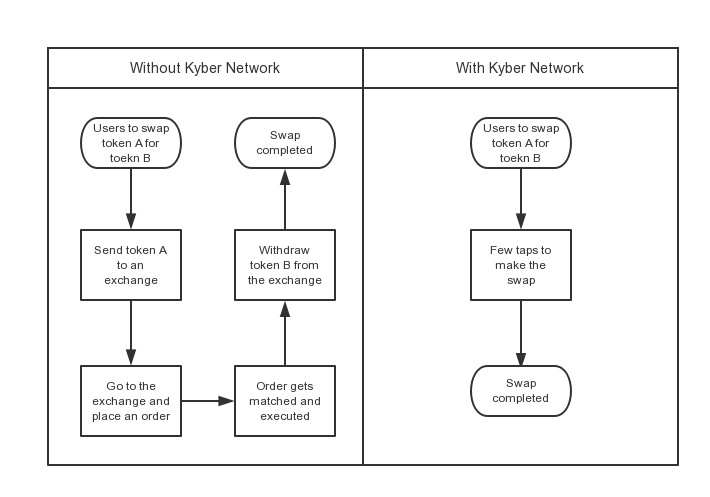 Without Kyber Network
With Kyber Network
Users to swap
token A for
toekn B
Send token A
to an
exchange
Go to the
exchange and
place an order
Order gets
matched and
executed
Withdraw
token B from
the exchange
Swap
completed
Users to swap
token A for
toekn B
Few taps to
make the
swap
Swap
completed